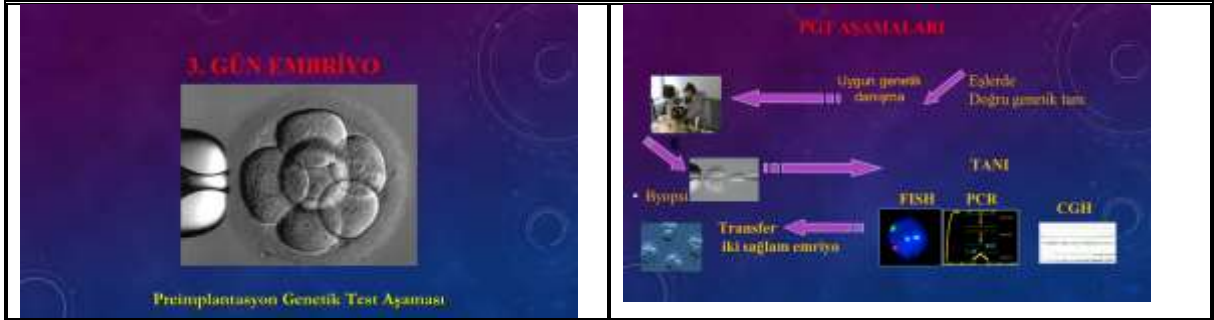 3. GÜN EMBRİYO
Preimplantasyon Genetik Test Aşaması
PGT AŞAMALARI
Uygun genetik
danışma
Eşlerde
Doğru genetik tanı
TANI
• Byopsi
FISH PCR CGH
Transfer
iki sağlam emriyo